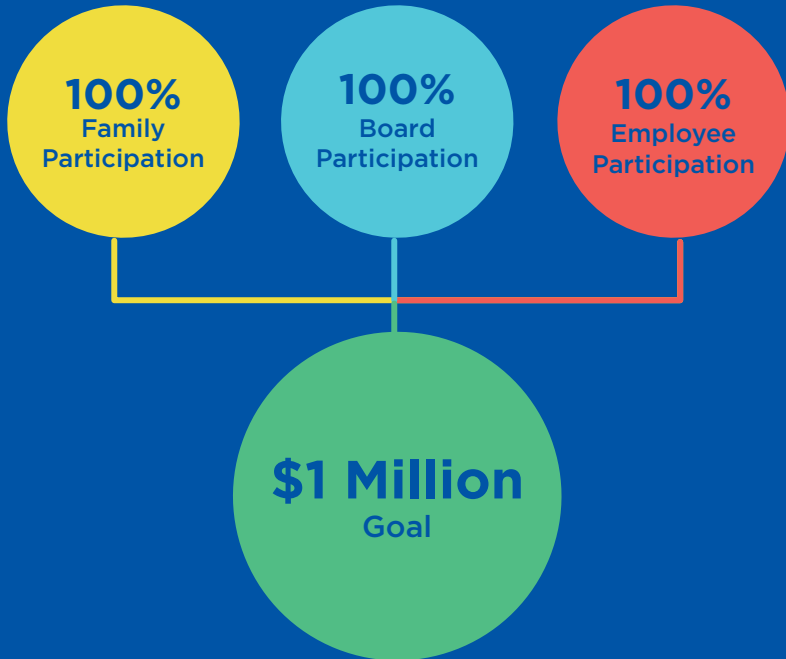 100%
Family
Participation
100%
Board
Participation
100%
Employee
Participation
$1 Million
Goal